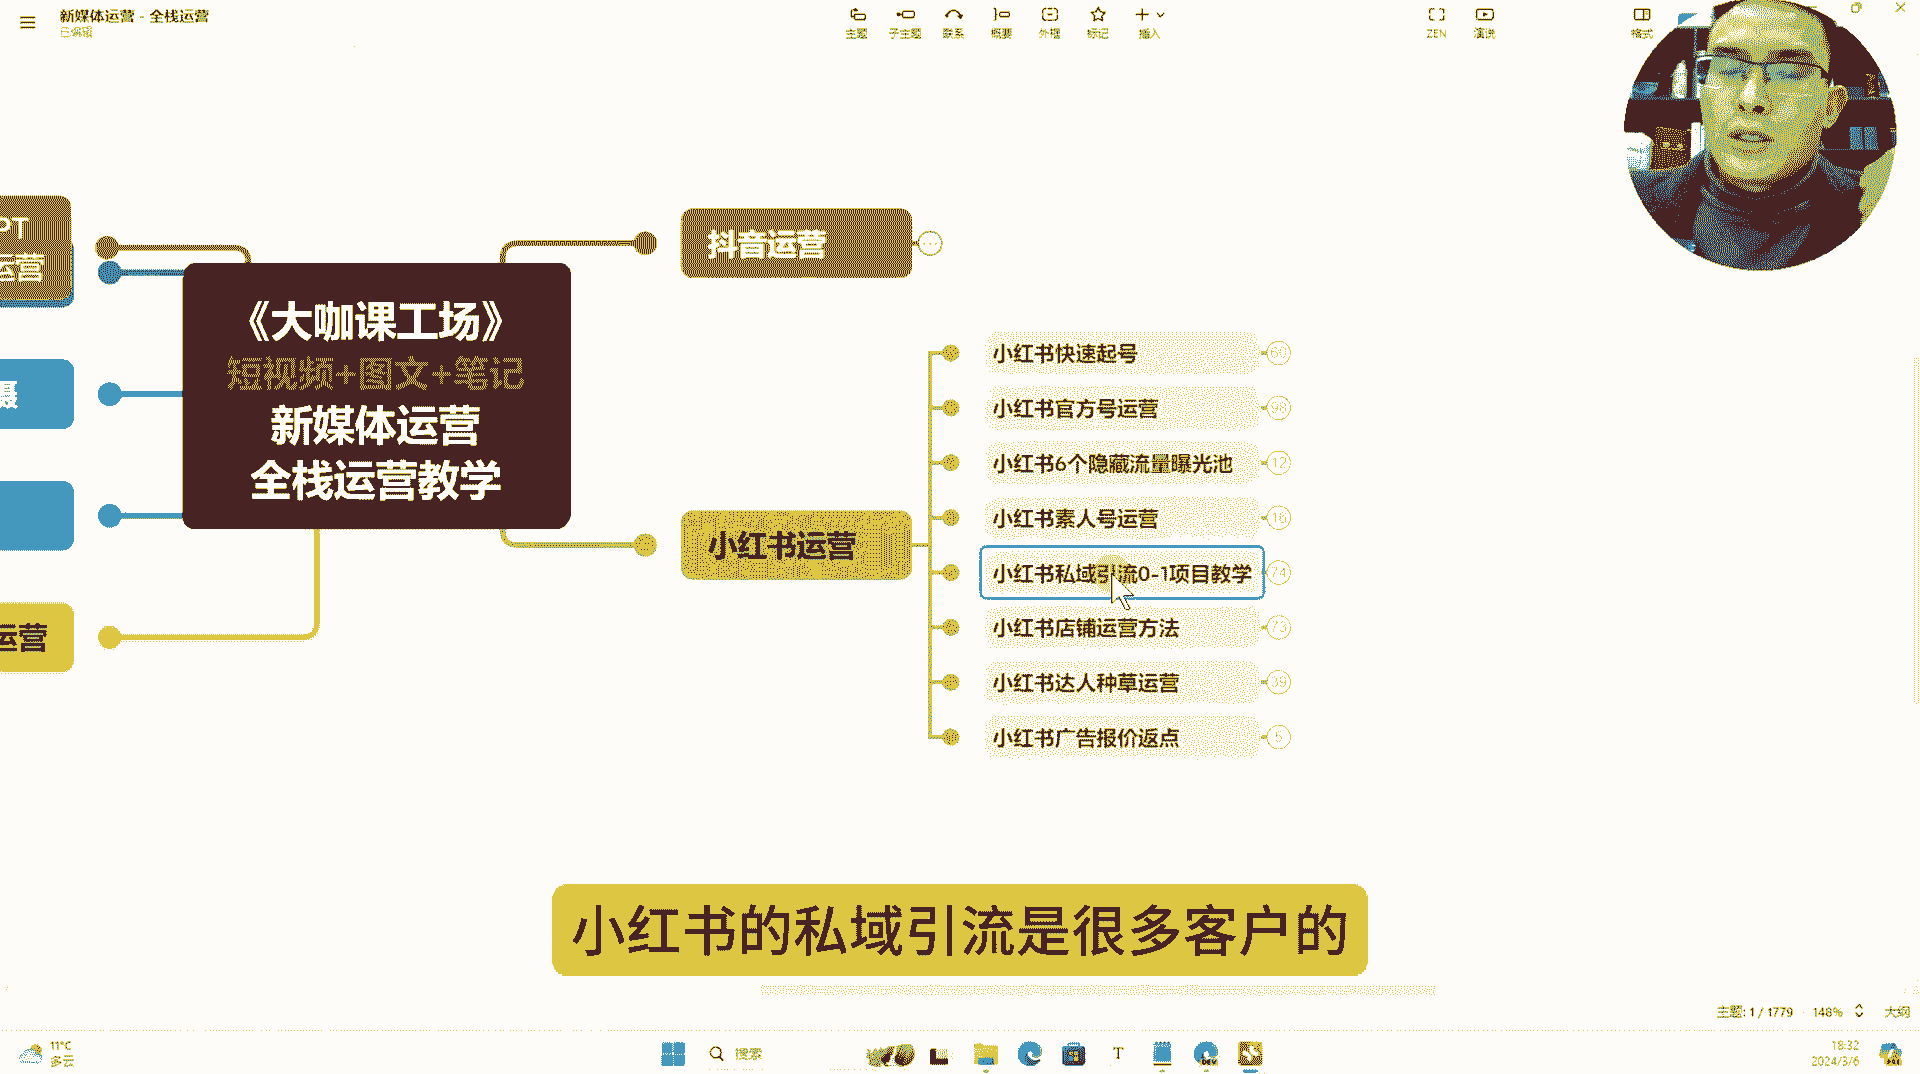 新媒体运营 - 全栈运营
已编辑
主题 子主题 联系 概要 外框 标记 插入
ZEN 演说 格式
PT
运营
摄
运营
《大咖课工场》
短视频+图文+笔记
新媒体运营
全栈运营教学
抖音运营
小红书运营
小红书快速起号 60
小红书官方号运营 98
小红书6个隐藏流量曝光池 12
小红书素人号运营 16
小红书私域引流0-1项目教学 74
小红书店铺运营方法 73
小红书达人种草运营 39
小红书广告报价返点 5
小红书的私域引流是很多客户的
主题: 1 / 1779 148% 大纲
11°C
多云
搜索
T
DEV
18:32
2024/3/6